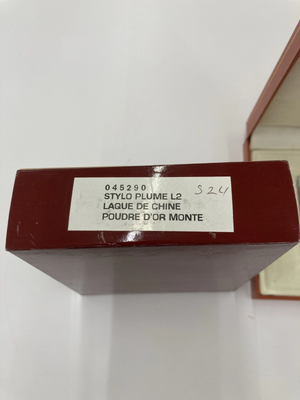 045290
STYLO PLUME L2
LAQUE DE CHINE
POUDRE D'OR MONTE
S24